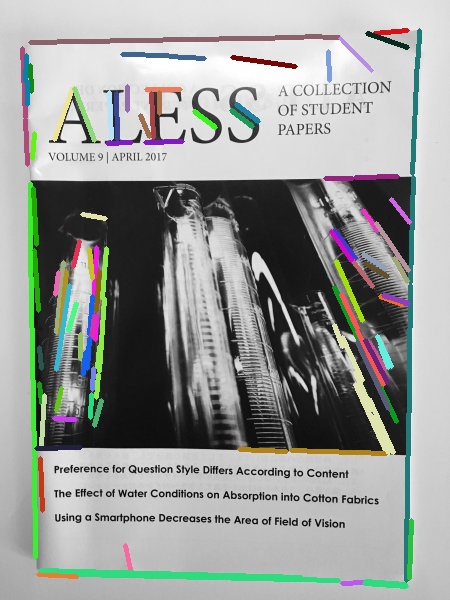 ALESS
A COLLECTION
OF STUDENT
PAPERS
VOLUME 9 | APRIL 2017
Preference for Question Style Differs According to Content
The Effect of Water Conditions on Absorption into Cotton Fabrics
Using a Smartphone Decreases the Area of Field of Vision